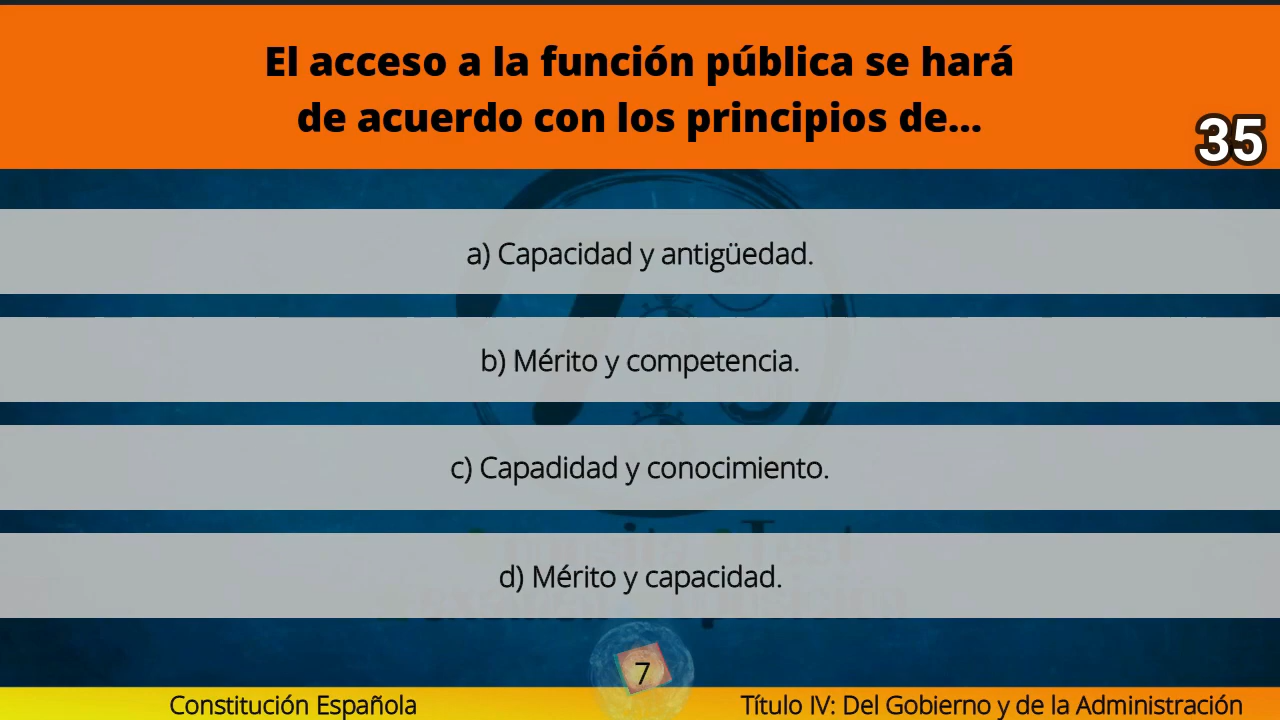 El acceso a la función pública se hará
de acuerdo con los principios de...
35
a) Capacidad y antigüedad.
b) Mérito y competencia.
c) Capadidad y conocimiento.
d) Mérito y capacidad.
7
Constitución Española
Título IV: Del Gobierno y de la Administración